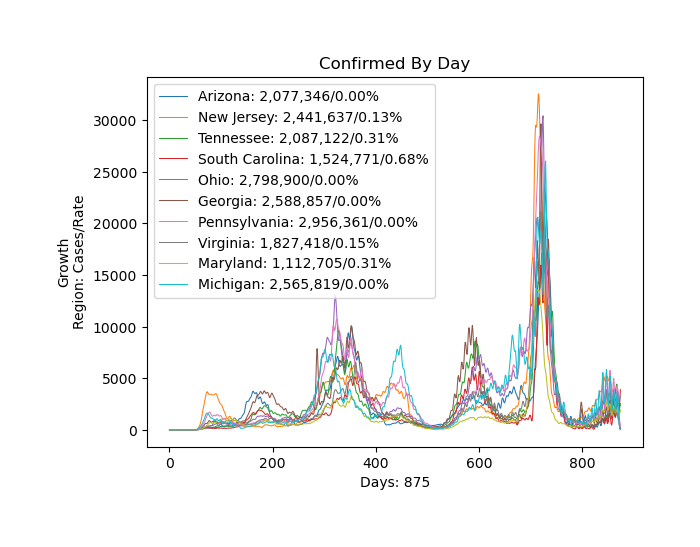 Confirmed By Day
Growth
Region: Cases/Rate
30000
25000
20000
15000
10000
5000
0
Arizona: 2,077,346/0.00%
New Jersey: 2,441,637/0.13%
Tennessee: 2,087,122/0.31%
South Carolina: 1,524,771/0.68%
Ohio: 2,798,900/0.00%
Georgia: 2,588,857/0.00%
Pennsylvania: 2,956,361/0.00%
Virginia: 1,827,418/0.15%
Maryland: 1,112,705/0.31%
Michigan: 2,565,819/0.00%
0 200 400 600 800
Days: 875